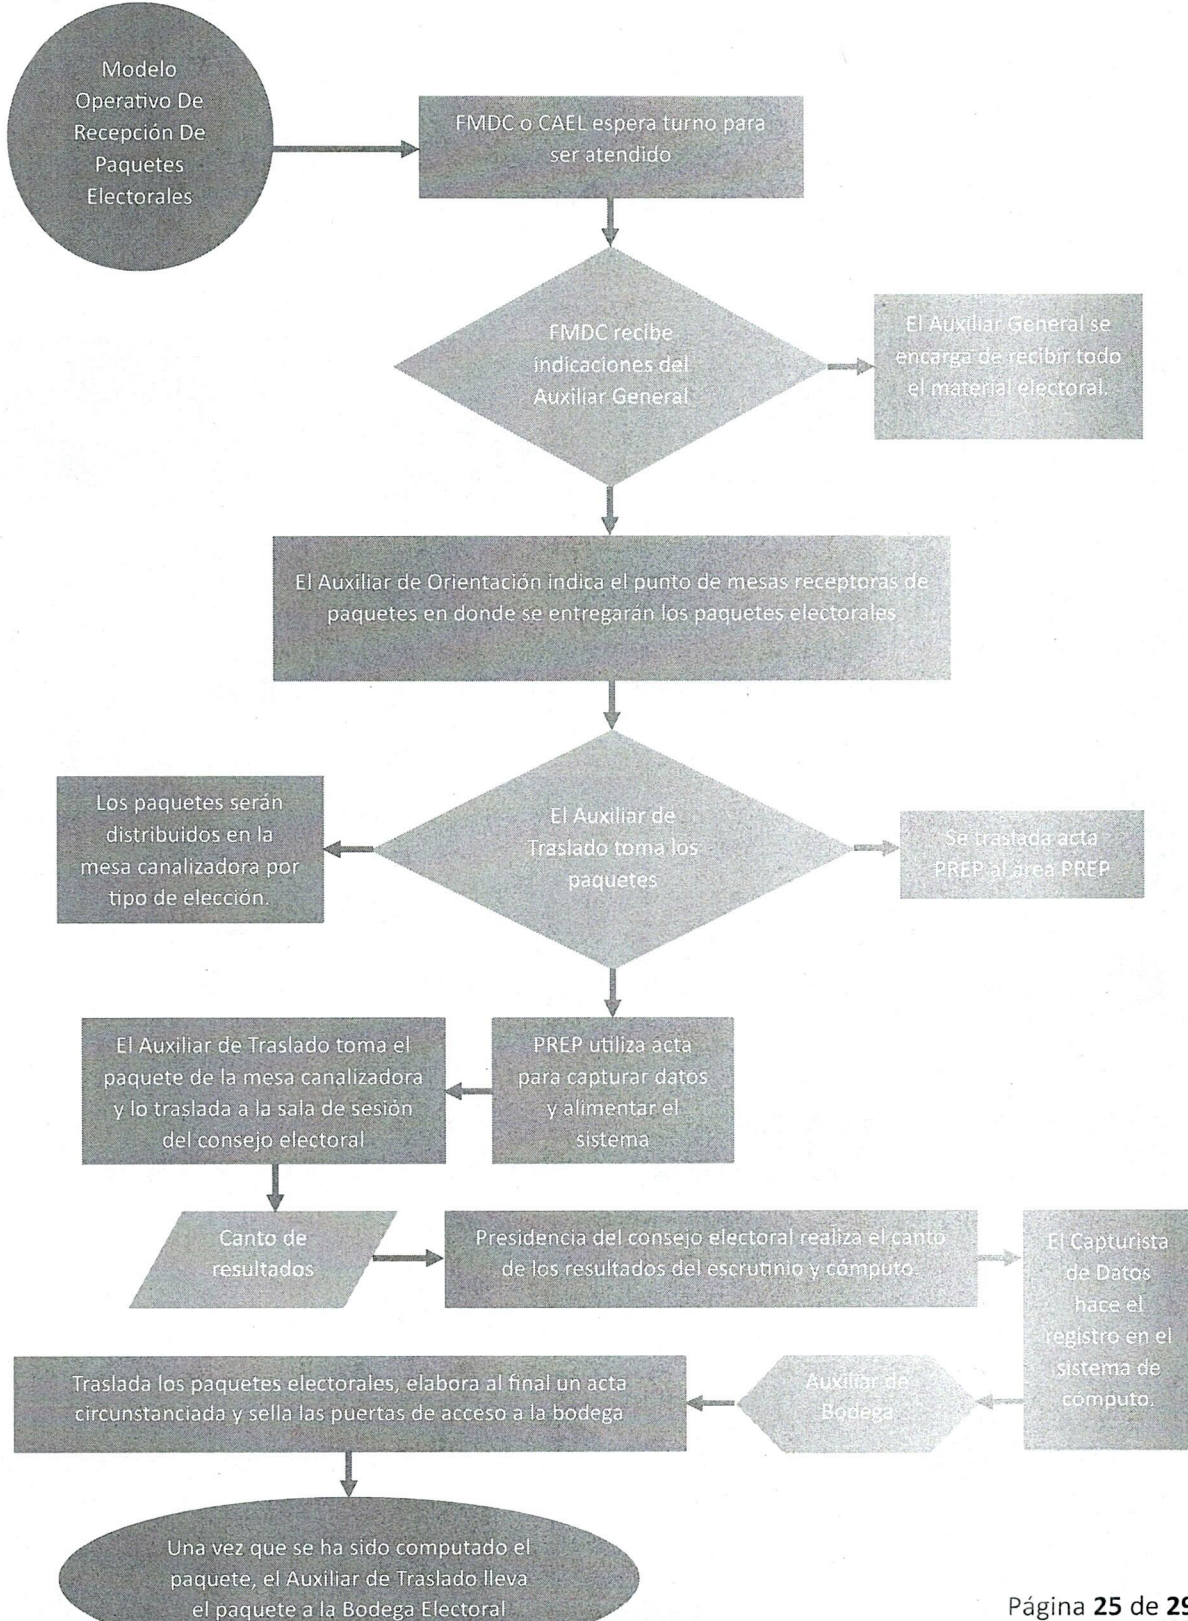 Modelo
Operativo De
Recepción De
Paquetes
Electorales
FMDC o CAEL espera turno para
ser atendido
FMDC recibe
indicaciones del
Auxiliar General
El Auxiliar General se
encarga de recibir todo
el material electoral.
El Auxiliar de Orientación indica el punto de mesas receptoras de
paquetes en donde se entregarán los paquetes electorales
Los paquetes serán
distribuidos en la
mesa canalizadora por
tipo de elección.
El Auxiliar de
Traslado toma los
paquetes
Se traslada acta
PREP al área PREP
El Auxiliar de Traslado toma el
paquete de la mesa canalizadora
y lo traslada a la sala de sesión
del consejo electoral
PREP utiliza acta
para capturar datos
y alimentar el
sistema
Canto de
resultados
Presidencia del consejo electoral realiza el canto
de los resultados del escrutinio y cómputo.
El Capturista
de Datos
hace el
registro en el
sistema de
cómputo.
Auxiliar de
Bodega
Traslada los paquetes electorales, elabora al final un acta
circunstanciada y sella las puertas de acceso a la bodega
Una vez que se ha sido computado el
paquete, el Auxiliar de Traslado lleva
el paquete a la Bodega Electoral
Página 25 de 29